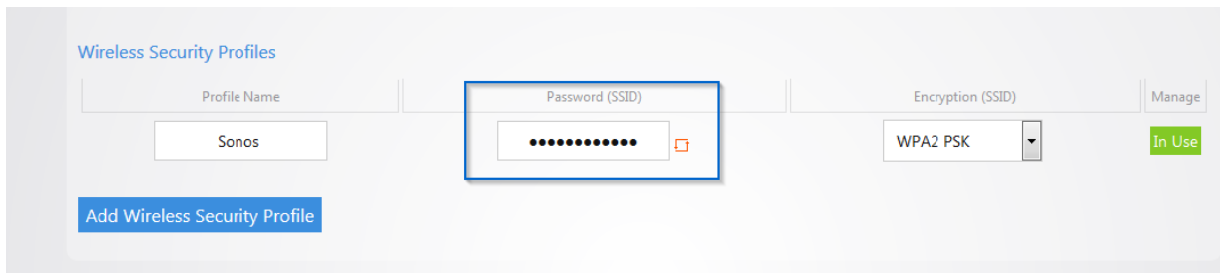 Wireless Security Profiles
Profile Name Password (SSID) Encryption (SSID) Manage
Sonos •••••••••••• WPA2 PSK In Use
Add Wireless Security Profile